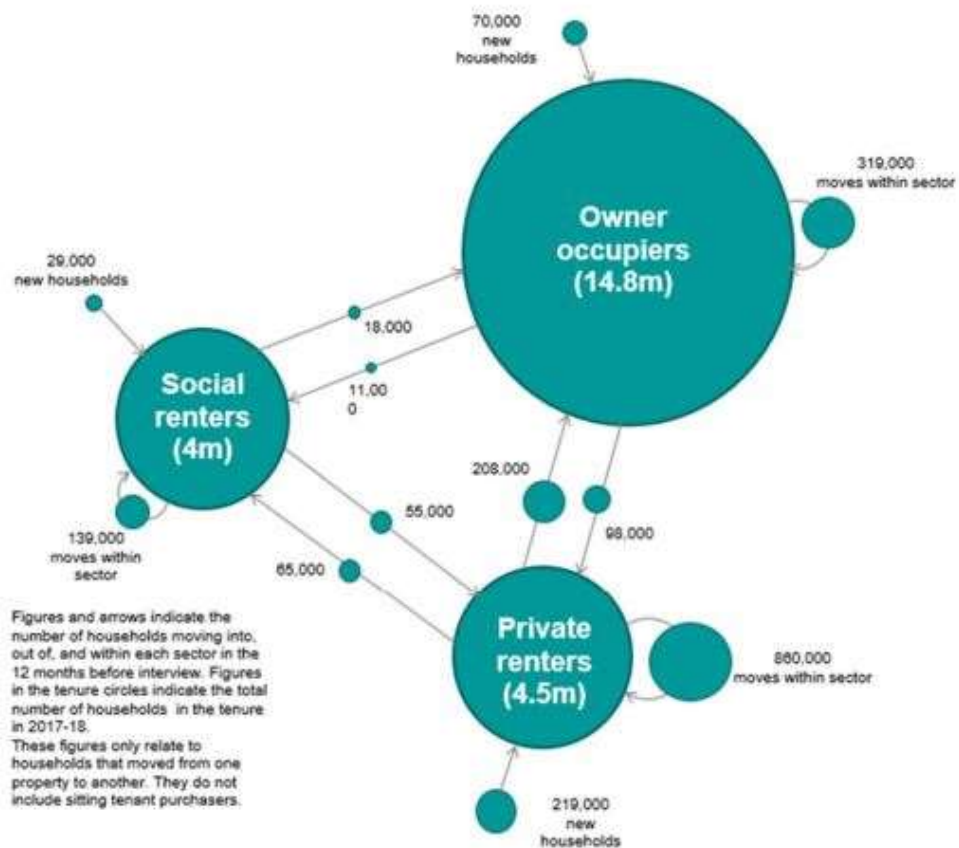 70,000
new
households
319,000
moves within sector
Owner
occupiers
(14.8m)
29,000
new households
18,000
11,00
0
Social
renters
(4m)
208,000
98,000
55,000
65,000
139,000
moves within
sector
Private
renters
(4.5m)
860,000
moves within sector
219,000
new
households
Figures and arrows indicate the
number of households moving into,
out of, and within each sector in the
12 months before interview. Figures
in the tenure circles indicate the total
number of households in the tenure
in 2017-18.
These figures only relate to
households that moved from one
property to another. They do not
include sitting tenant purchasers.